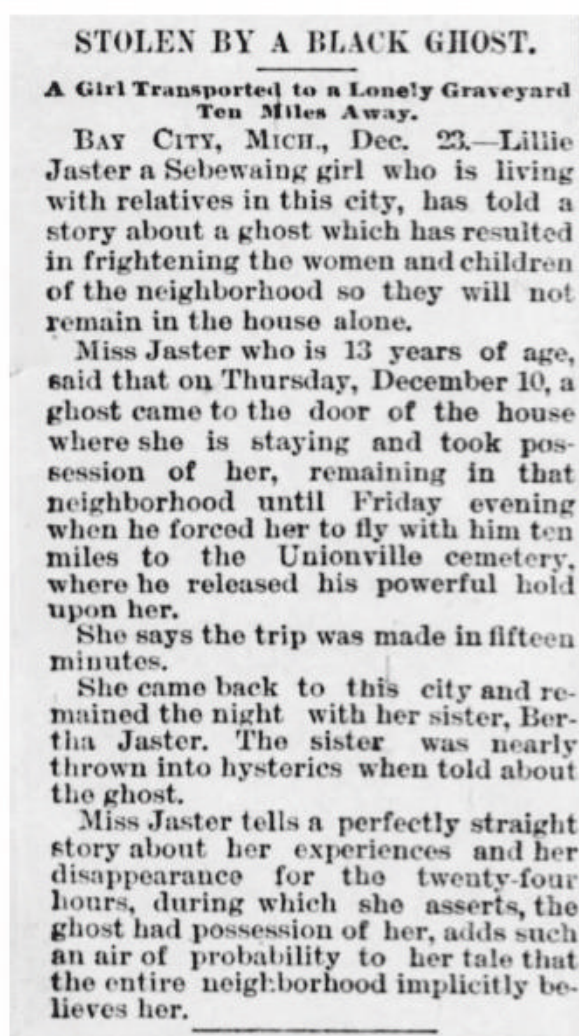 STOLEN BY A BLACK GHOST.
A Girl Transported to a Lonely Graveyard
Ten Miles Away.
BAY CITY, MICH., Dec. 23.—Lillie
Jaster a Sebewaing girl who is living
with relatives in this city, has told a
story about a ghost which has resulted
in frightening the women and children
of the neighborhood so they will not
remain in the house alone.
Miss Jaster who is 13 years of age,
said that on Thursday, December 10, a
ghost came to the door of the house
where she is staying and took pos-
session of her, remaining in that
neighborhood until Friday evening
when he forced her to fly with him ten
miles to the Unionville cemetery,
where he released his powerful hold
upon her.
She says the trip was made in fifteen
minutes.
She came back to this city and re-
mained the night with her sister, Ber-
tha Jaster. The sister was nearly
thrown into hysterics when told about
the ghost.
Miss Jaster tells a perfectly straight
story about her experiences and her
disappearance for the twenty-four
hours, during which she asserts, the
ghost had possession of her, adds such
an air of probability to her tale that
the entire neighborhood implicitly be-
lieves her.